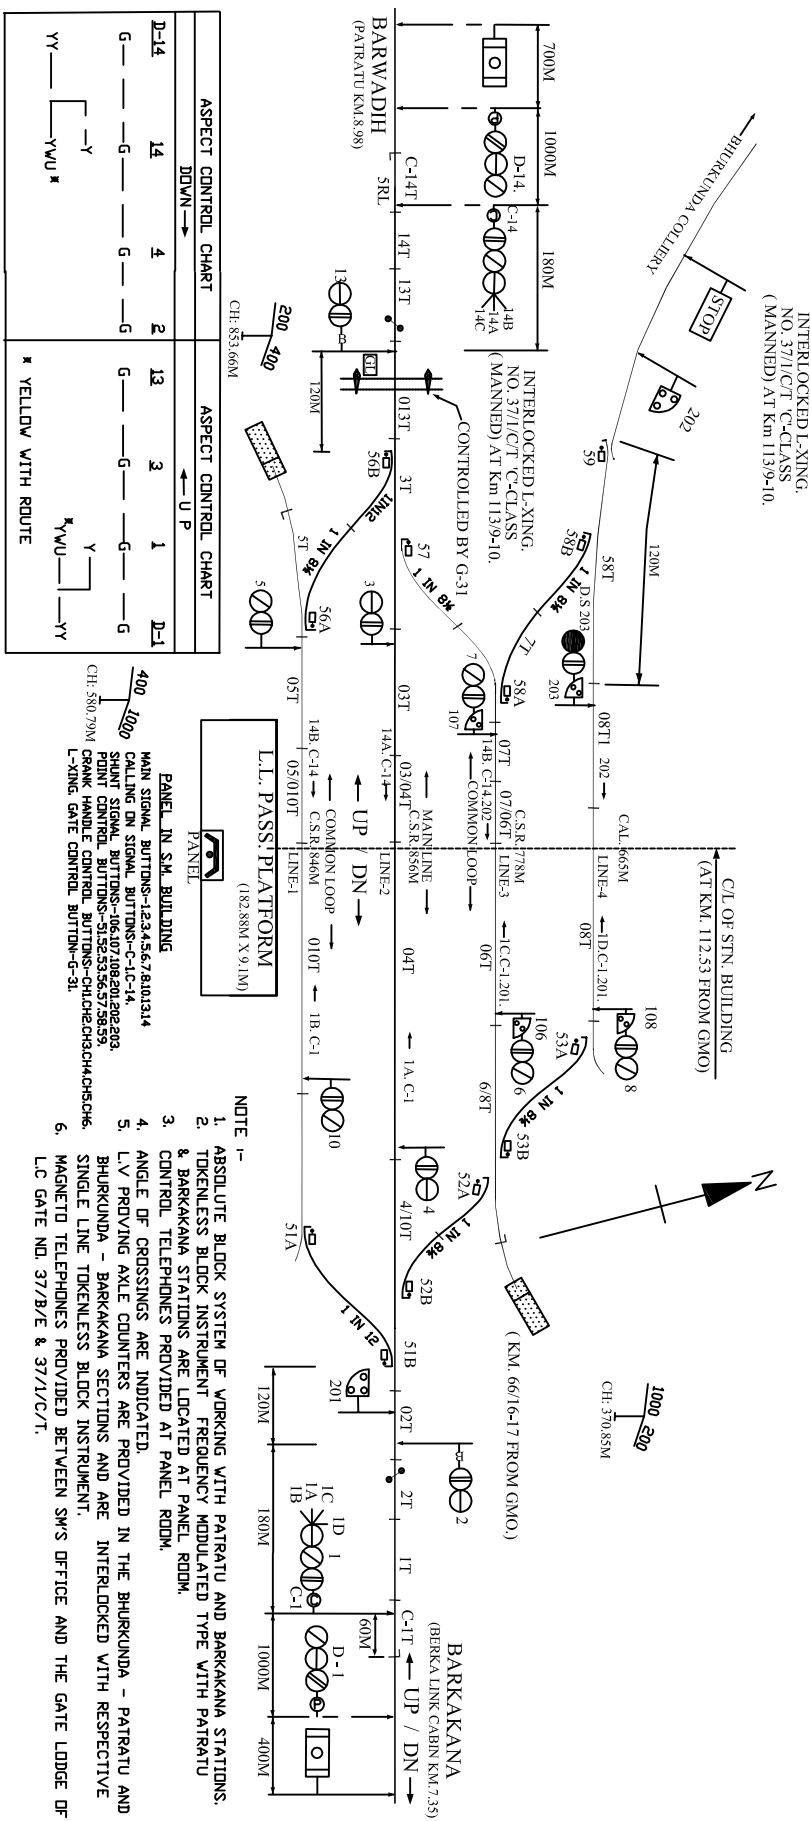 INTERLOCKED L-XING.
NO. 37/1/C/T 'C'-CLASS
( MANNED) AT Km 113/9-10.
BHURKUNDA COLLIERY
STOP
202
59
58B
1 IN 8½
58T
120M
D.S 203
203
7T
58A
08T1
202
CAL. 665M
LINE-4
08T
1D.C-1.201.
108
8
53A
1 IN 8½
53B
C/L OF STN. BUILDING
(AT KM. 112.53 FROM GMO)
N
700M
1000M
180M
D-14.
C-14
14B
14A
14C
INTERLOCKED L-XING.
NO. 37/1/C/T 'C'-CLASS
( MANNED) AT Km 113/9-10.
CONTROLLED BY G-31
57
1 IN 8½
7
107
07T
14B. C-14.202
COMMON LOOP
07/06T
C.S.R. 778M
LINE-3
06T
1C.C-1.201.
106
6
6/8T
52A
1 IN 8½
52B
( KM. 66/16-17 FROM GMO.)
1000
200
CH: 370.85M
BARWADIH
(PATRATU KM.8.98)
C-14T
5RL
14T
13T
13
B
GL
120M
013T
56B
3T
1IN12
1 IN 8½
56A
3
03T
14A. C-14
03/04T
MAIN LINE
C.S.R. 856M
LINE-2
UP / DN
04T
1A. C-1
4
4/10T
51B
02T
B
2
2T
1T
C-1T
60M
UP / DN
BARKAKANA
(BERKA LINK CABIN KM.7.35)
200
400
CH: 853.66M
5T
5
05T
14B. C-14
05/010T
COMMON LOOP
C.S.R. 846M
LINE-1
010T
1B. C-1
10
51A
1 IN 12
201
120M
180M
1000M
400M
1C
1D
1A
1B
1
C-1
D-1
P
L.L. PASS. PLATFORM
(182.88M X 9.1M)
PANEL
400
1000
CH: 580.79M
PANEL IN S.M. BUILDING
MAIN SIGNAL BUTTONS:-1.2.3.4.5.6.7.8.10.13.14
CALLING ON SIGNAL BUTTONS:-C-1.C-14.
SHUNT SIGNAL BUTTONS:-106.107.108.201.202.203.
POINT CONTROL BUTTONS:-51.52.53.56.57.58.59.
CRANK HANDLE CONTROL BUTTONS:-CH1.CH2.CH3.CH4.CH5.CH6.
L-XING. GATE CONTROL BUTTON-G-31.
ASPECT CONTROL CHART
DOWN
D-14 14 4 2
G G G G
Y
YY YWU *
ASPECT CONTROL CHART
U P
13 3 1 D-1
G G G G
Y
*YWU YY
* YELLOW WITH ROUTE
NOTE :-
1. ABSOLUTE BLOCK SYSTEM OF WORKING WITH PATRATU AND BARKAKANA STATIONS.
2. TOKENLESS BLOCK INSTRUMENT FREQUENCY MODULATED TYPE WITH PATRATU
& BARKAKANA STATIONS ARE LOCATED AT PANEL ROOM.
3. CONTROL TELEPHONES PROVIDED AT PANEL ROOM.
4. ANGLE OF CROSSINGS ARE INDICATED.
5. L.V PROVING AXLE COUNTERS ARE PROVIDED IN THE BHURKUNDA - PATRATU AND
BHURKUNDA - BARKAKANA SECTIONS AND ARE INTERLOCKED WITH RESPECTIVE
SINGLE LINE TOKENLESS BLOCK INSTRUMENT.
6. MAGNETO TELEPHONES PROVIDED BETWEEN SM'S OFFICE AND THE GATE LODGE OF
L.C GATE NO. 37/B/E & 37/1/C/T.